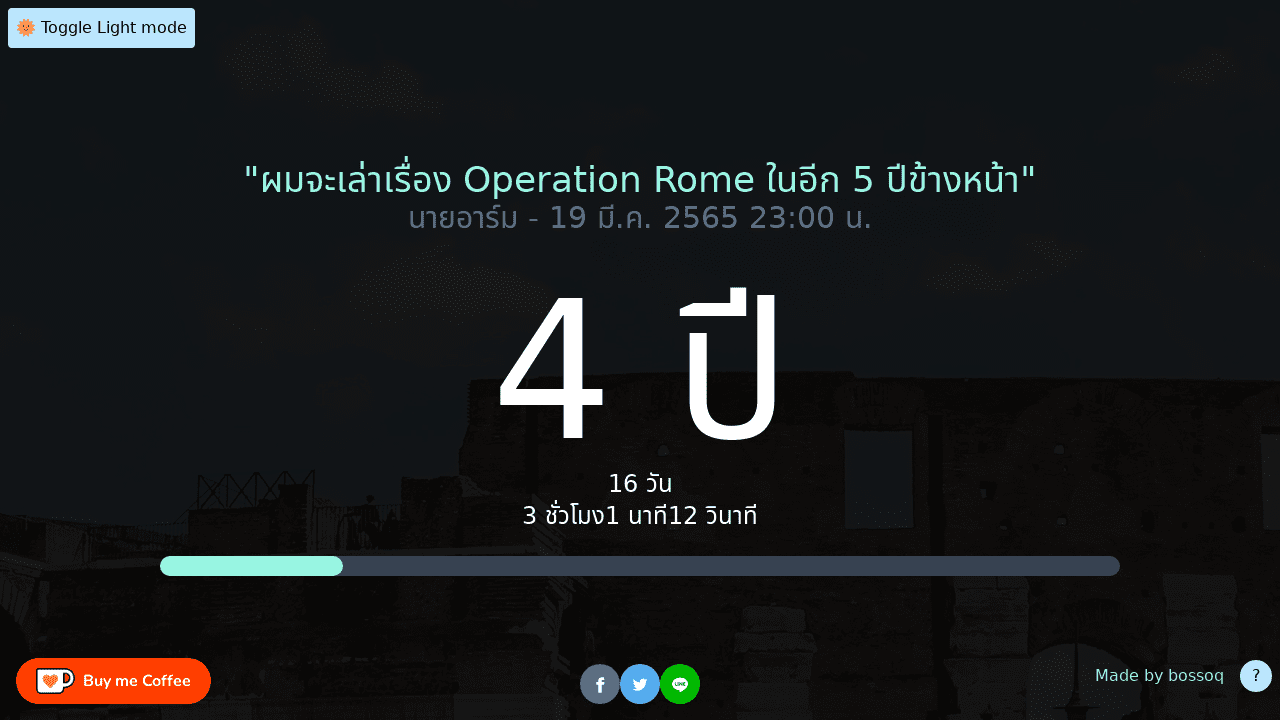 Toggle Light mode
"ผมจะเล่าเรื่อง Operation Rome ในอีก 5 ปีข้างหน้า"
นายอาร์ม - 19 มี.ค. 2565 23:00 น.
4 ปี
16 วัน
3 ชั่วโมง1 นาที12 วินาที
Buy me Coffee
LINE
Made by bossoq
?